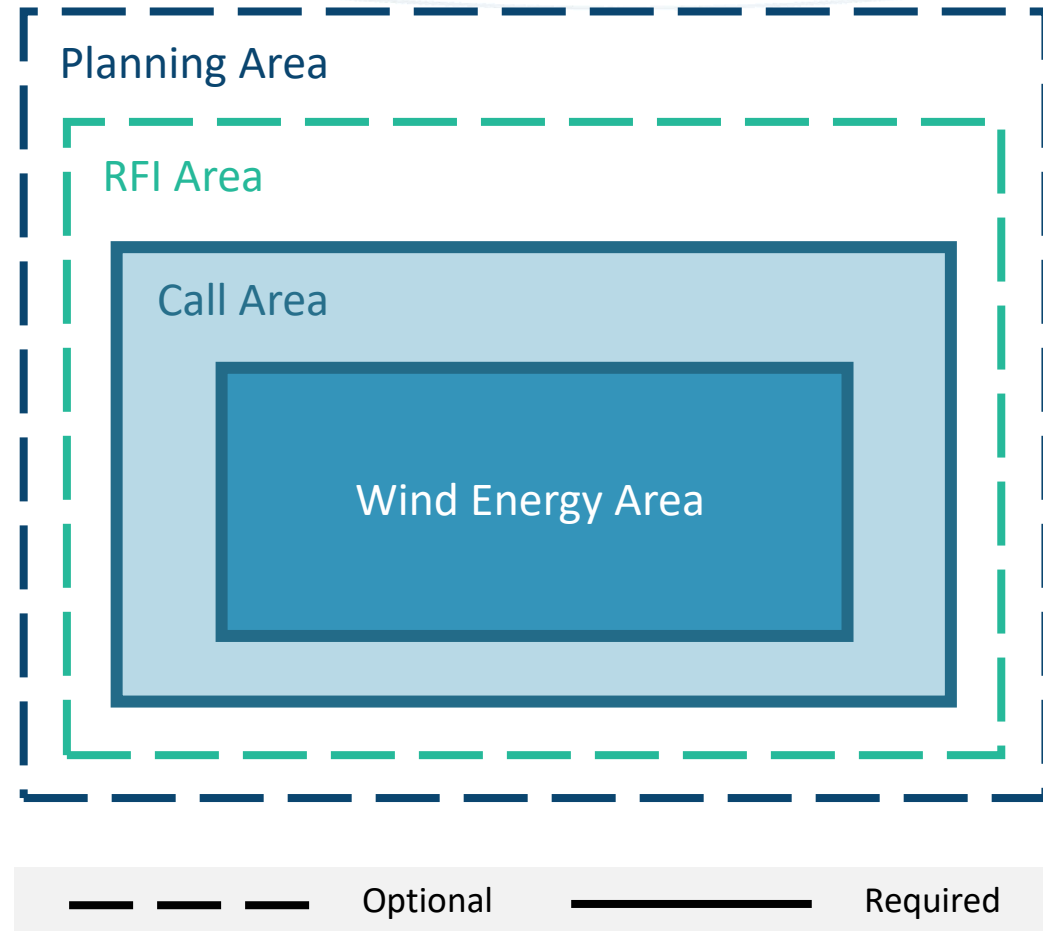 Planning Area
RFI Area
Call Area
Wind Energy Area
Optional Required